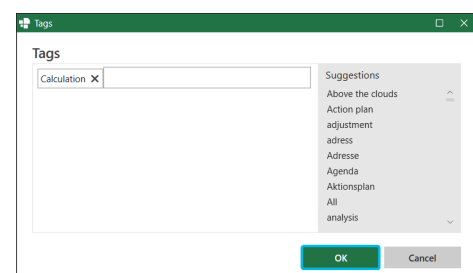 Tags
Tags
Calculation
Suggestions
Above the clouds
Action plan
adjustment
adress
Adresse
Agenda
Aktionsplan
All
analysis
OK
Cancel